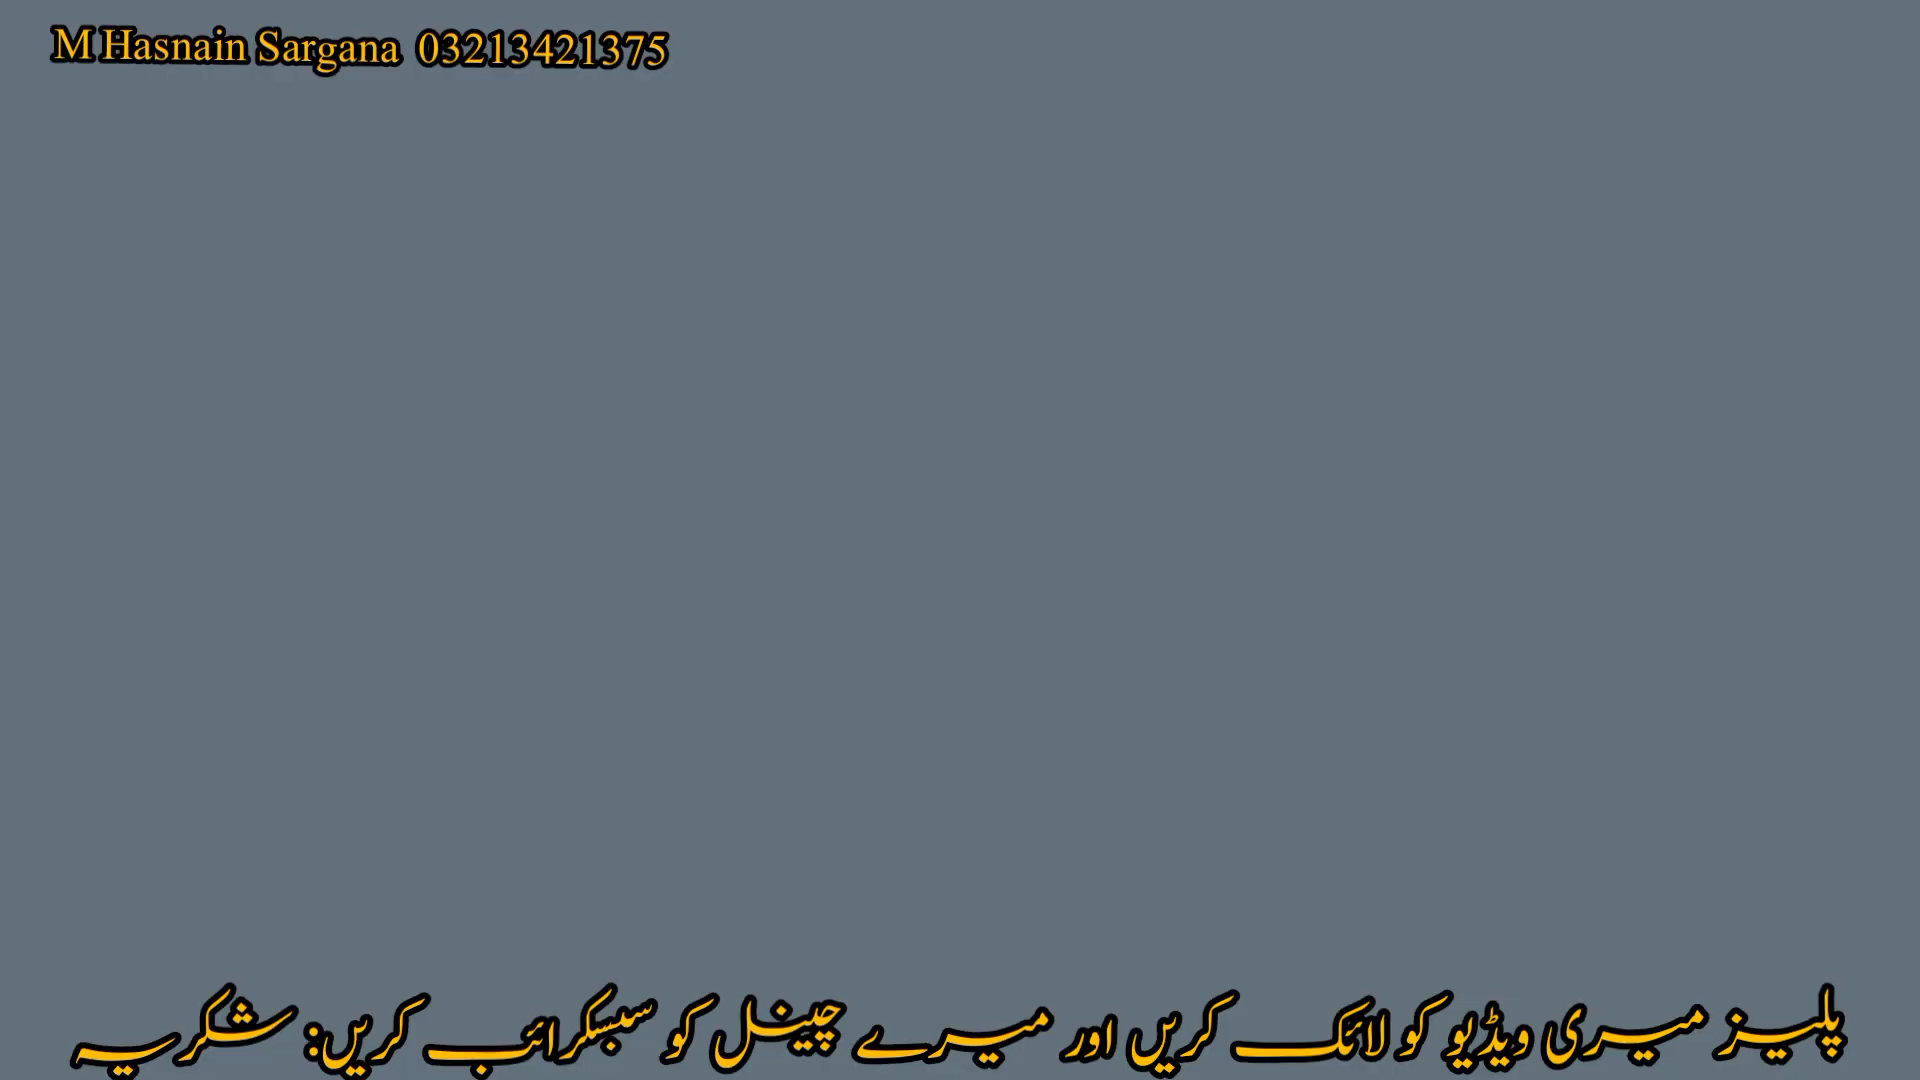 M Hasnain Sargana 03213421375
پلیز میری ویڈیو کو لائک کریں اور میرے چینل کو سبسکرائب کریں: شکریہ